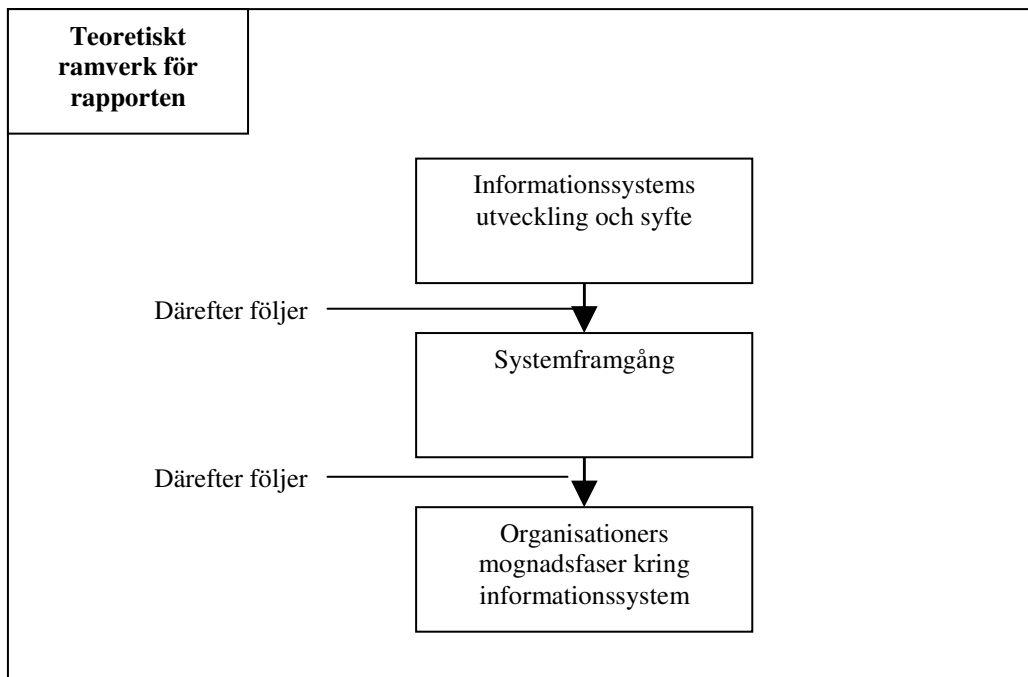 Teoretiskt
ramverk för
rapporten
Informationssystems
utveckling och syfte
Därefter följer
Systemframgång
Därefter följer
Organisationers
mognadsfaser kring
informationssystem